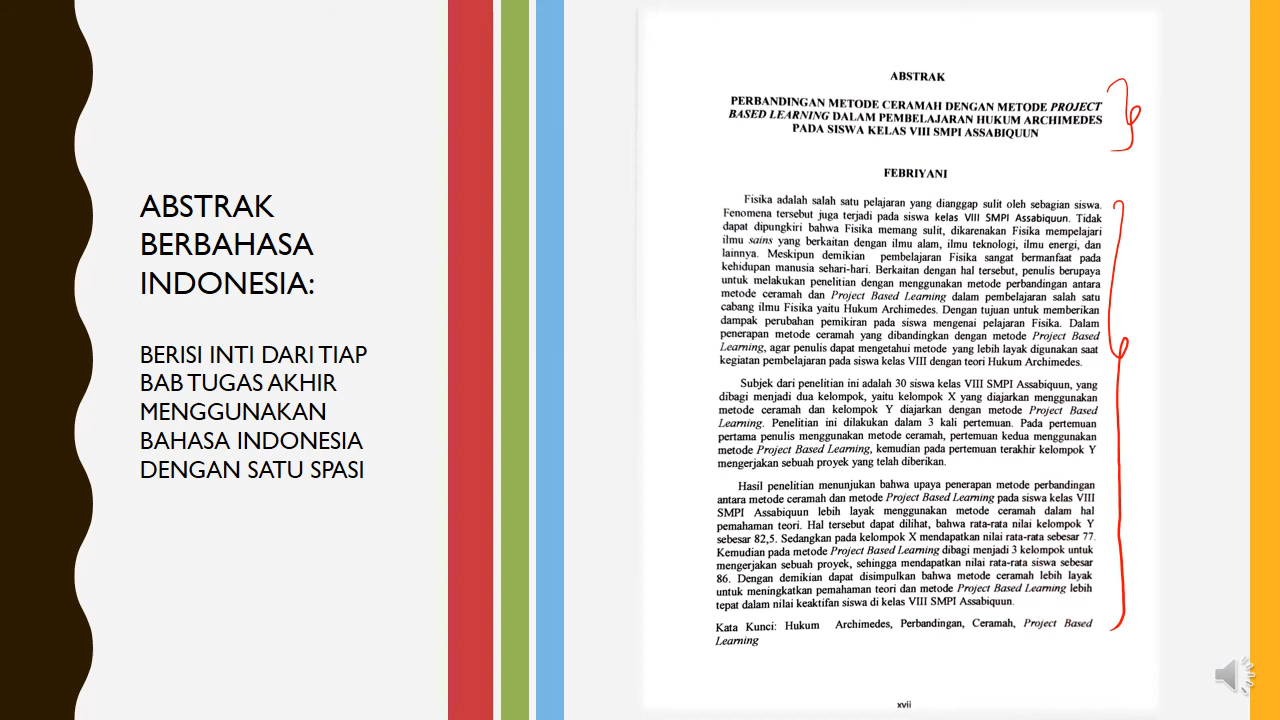 ABSTRAK
BERBAHASA
INDONESIA:
BERISI INTI DARI TIAP
BAB TUGAS AKHIR
MENGGUNAKAN
BAHASA INDONESIA
DENGAN SATU SPASI
ABSTRAK
PERBANDINGAN METODE CERAMAH DENGAN METODE PROJECT
BASED LEARNING DALAM PEMBELAJARAN HUKUM ARCHIMEDES
PADA SISWA KELAS VIII SMPI ASSABIQUUN
FEBRIYANI
Fisika adalah salah satu pelajaran yang dianggap sulit oleh sebagian siswa.
Fenomena tersebut juga terjadi pada siswa kelas VIII SMPI Assabiquun. Tidak
dapat dipungkiri bahwa Fisika memang sulit, dikarenakan Fisika mempelajari
ilmu sains yang berkaitan dengan ilmu alam, ilmu teknologi, ilmu energi, dan
lainnya. Meskipun demikian pembelajaran Fisika sangat bermanfaat pada
kehidupan manusia sehari-hari. Berkaitan dengan hal tersebut, penulis berupaya
untuk melakukan penelitian dengan menggunakan metode perbandingan antara
metode ceramah dan Project Based Learning dalam pembelajaran salah satu
cabang ilmu Fisika yaitu Hukum Archimedes. Dengan tujuan untuk memberikan
dampak perubahan pemikiran pada siswa mengenai pelajaran Fisika. Dalam
penerapan metode ceramah yang dibandingkan dengan metode Project Based
Learning, agar penulis dapat mengetahui metode yang lebih layak digunakan saat
kegiatan pembelajaran pada siswa kelas VIII dengan teori Hukum Archimedes.
Subjek dari penelitian ini adalah 30 siswa kelas VIII SMPI Assabiquun, yang
dibagi menjadi dua kelompok, yaitu kelompok X yang diajarkan menggunakan
metode ceramah dan kelompok Y diajarkan dengan metode Project Based
Learning. Penelitian ini dilakukan dalam 3 kali pertemuan. Pada pertemuan
pertama penulis menggunakan metode ceramah, pertemuan kedua menggunakan
metode Project Based Learning, kemudian pada pertemuan terakhir kelompok Y
mengerjakan sebuah proyek yang telah diberikan.
Hasil penelitian menunjukan bahwa upaya penerapan metode perbandingan
antara metode ceramah dan metode Project Based Learning pada siswa kelas VIII
SMPI Assabiquun lebih layak menggunakan metode ceramah dalam hal
pemahaman teori. Hal tersebut dapat dilihat, bahwa rata-rata nilai kelompok Y
sebesar 82,5. Sedangkan pada kelompok X mendapatkan nilai rata-rata sebesar 77.
Kemudian pada metode Project Based Learning dibagi menjadi 3 kelompok untuk
mengerjakan sebuah proyek, sehingga mendapatkan nilai rata-rata siswa sebesar
86. Dengan demikian dapat disimpulkan bahwa metode ceramah lebih layak
untuk meningkatkan pemahaman teori dan metode Project Based Learning lebih
tepat dalam nilai keaktifan siswa di kelas VIII SMPI Assabiquun.
Kata Kunci: Hukum Archimedes, Perbandingan, Ceramah, Project Based
Learning
xvii